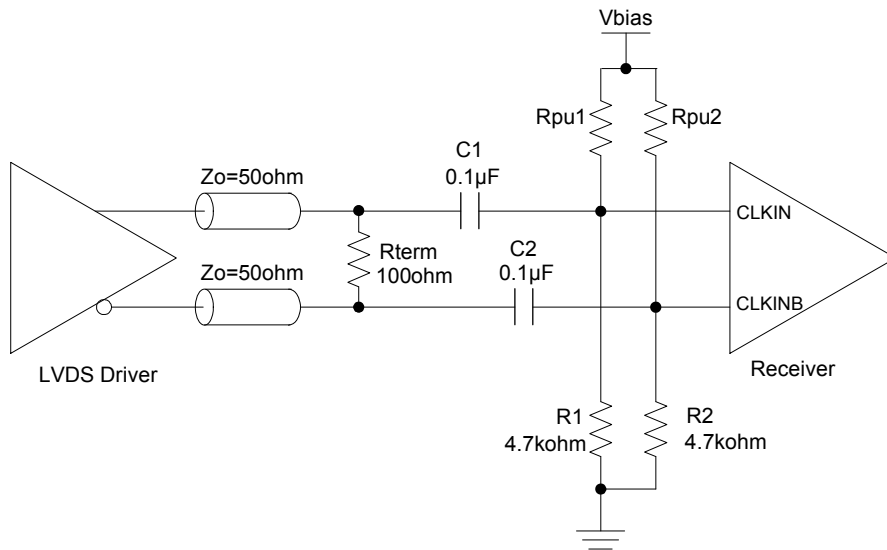 Vbias
Rpu1
Rpu2
C1
0.1µF
Zo=50ohm
CLKIN
Rterm
100ohm
C2
0.1µF
Zo=50ohm
CLKINB
LVDS Driver
Receiver
R1
4.7kohm
R2
4.7kohm